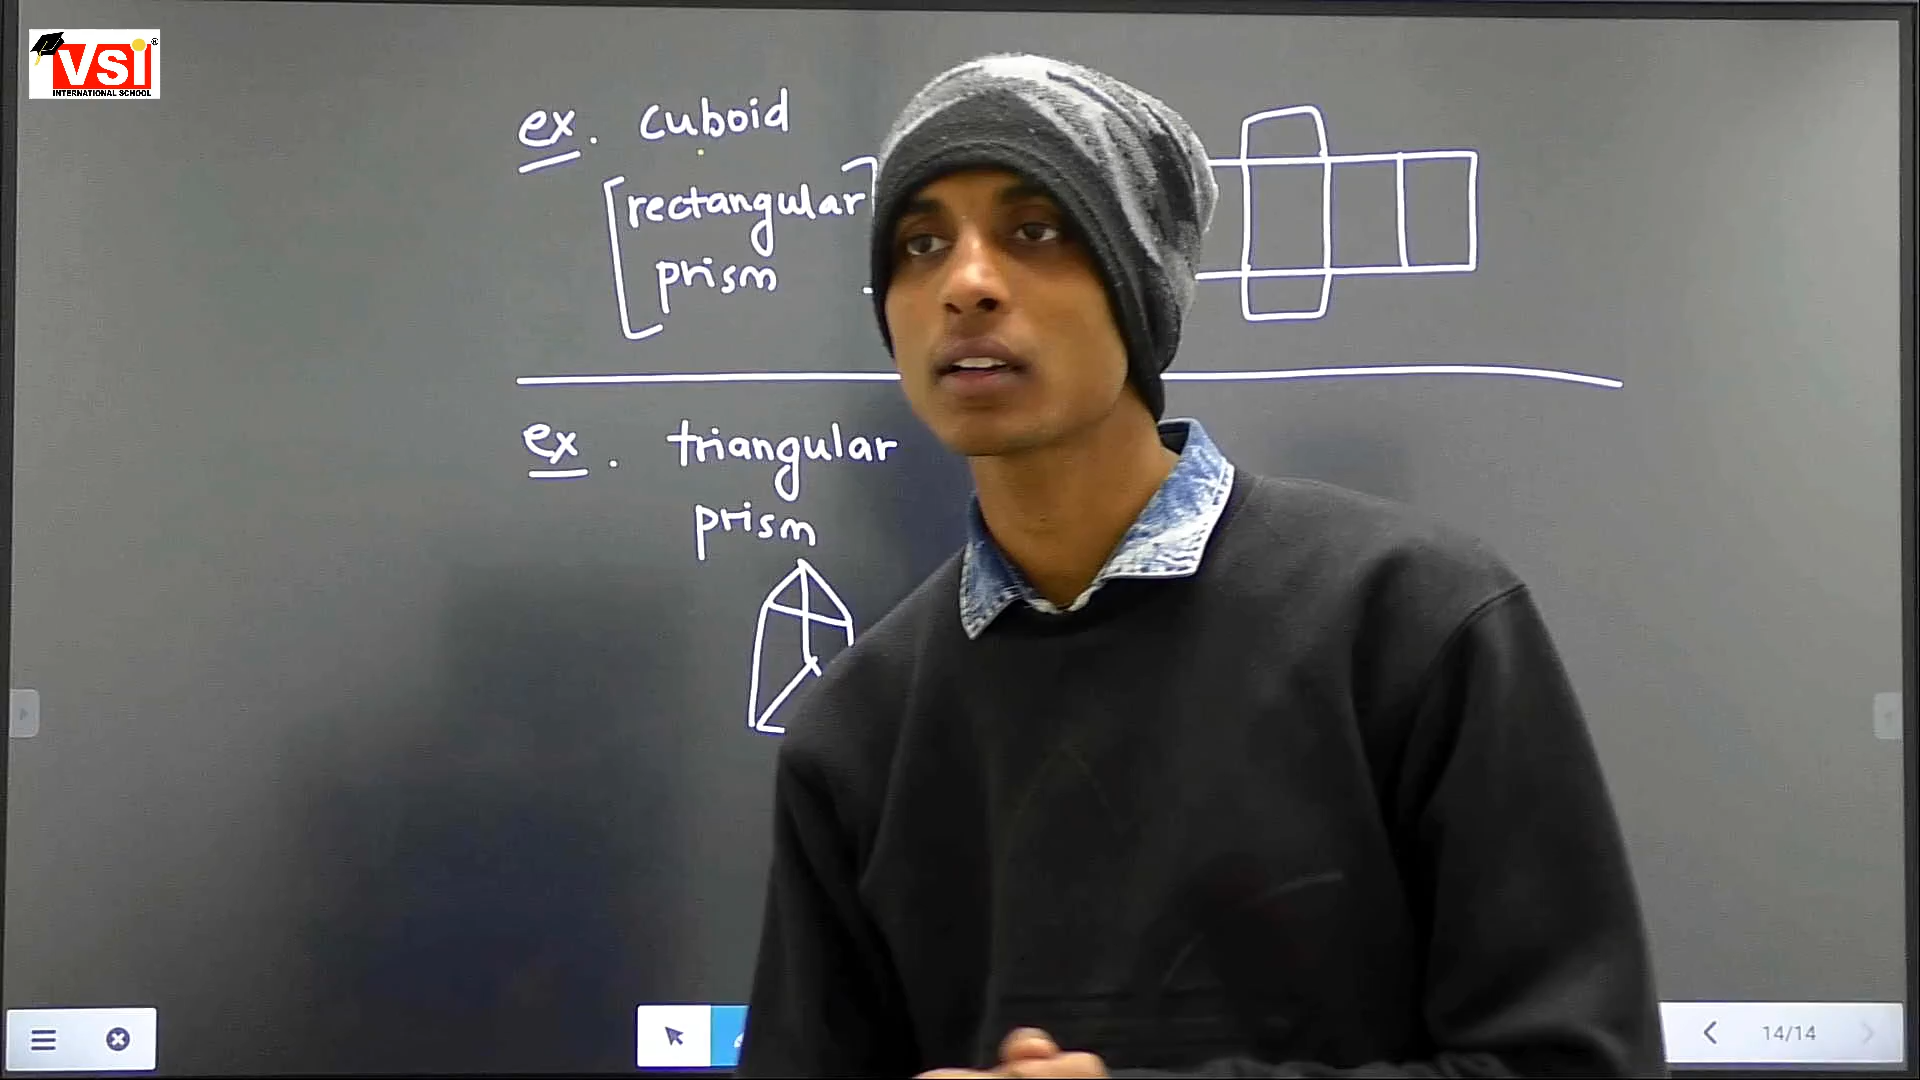 VSI
INTERNATIONAL SCHOOL
ex. cuboid
[rectangular]
prism
ex. triangular
prism
14/14